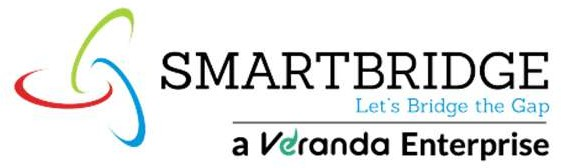 SMARTBRIDGE
Let's Bridge the Gap
a Veranda Enterprise